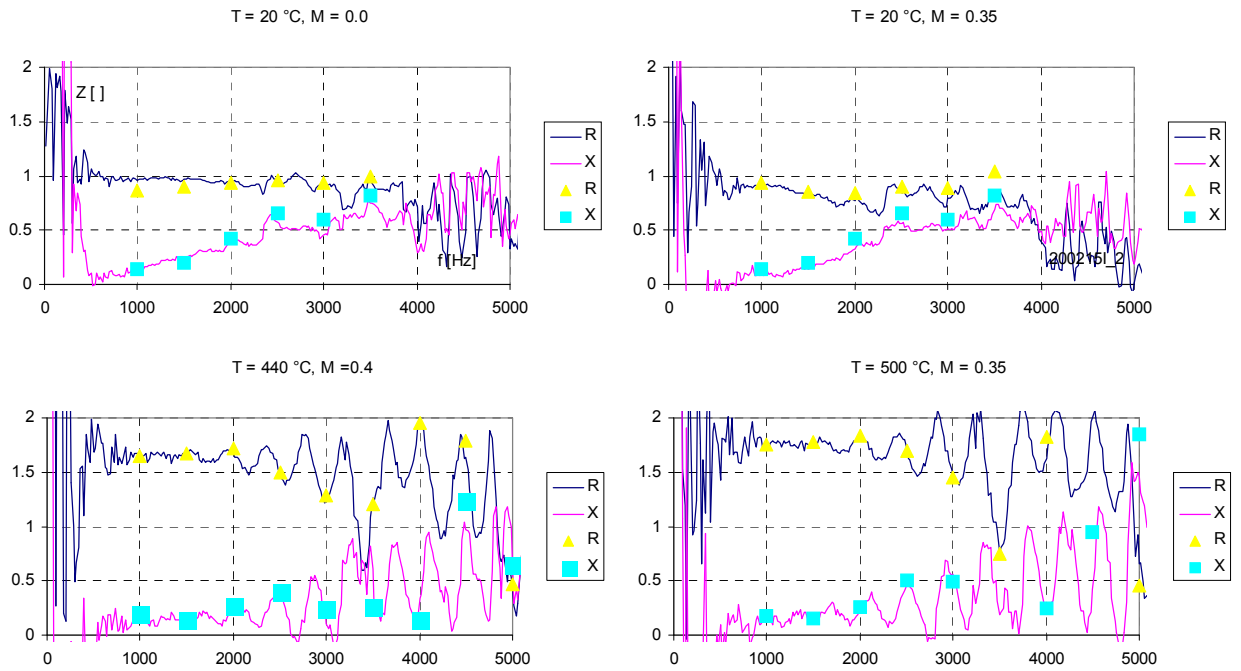 T = 20 °C, M = 0.0
2
1.5
1
0.5
0
Z [ ]
f [Hz]
0 1000 2000 3000 4000 5000
R
X
R
X
T = 20 °C, M = 0.35
2
1.5
1
0.5
0
200215I_2
0 1000 2000 3000 4000 5000
R
X
R
X
T = 440 °C, M =0.4
2
1.5
1
0.5
0
0 1000 2000 3000 4000 5000
R
X
R
X
T = 500 °C, M = 0.35
2
1.5
1
0.5
0
0 1000 2000 3000 4000 5000
R
X
R
X